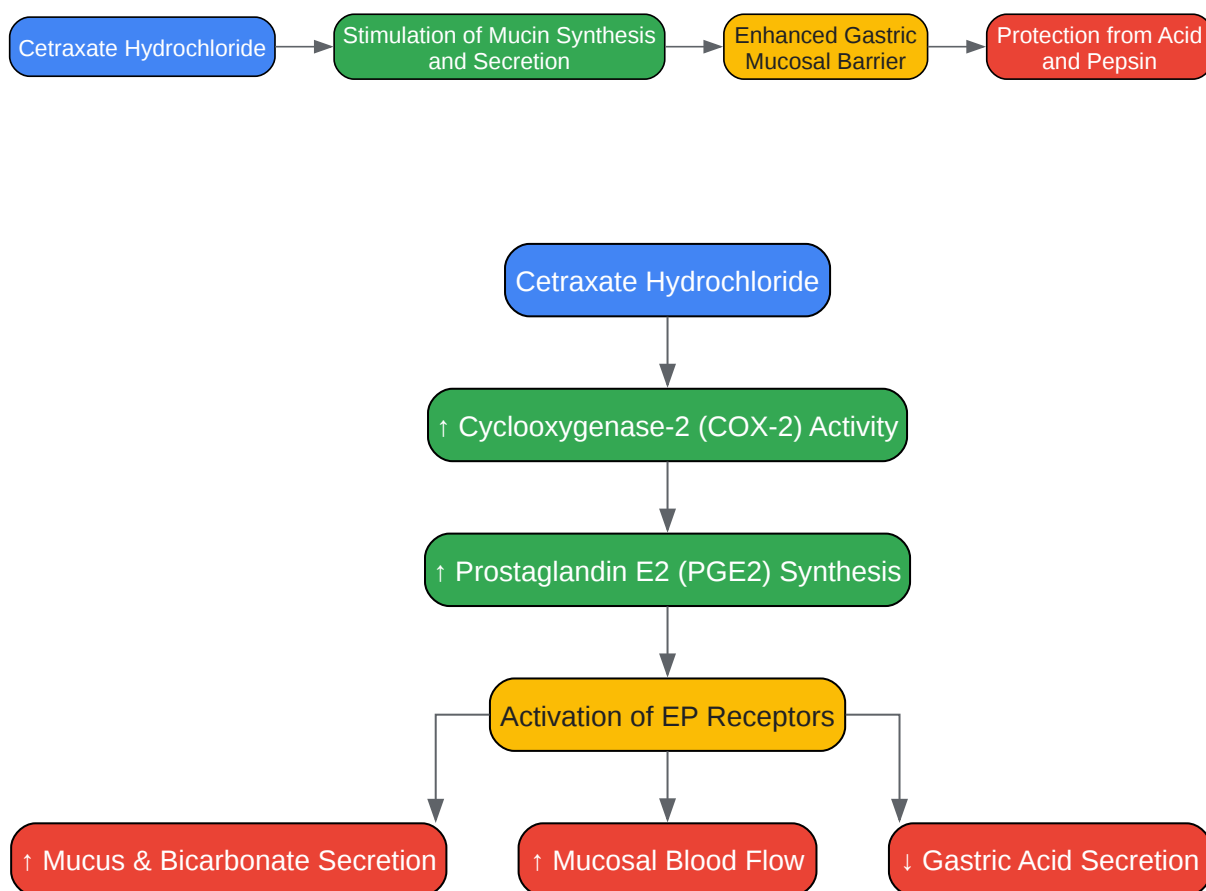 Cetraxate Hydrochloride
Stimulation of Mucin Synthesis
and Secretion
Enhanced Gastric
Mucosal Barrier
Protection from Acid
and Pepsin
Cetraxate Hydrochloride
↑ Cyclooxygenase-2 (COX-2) Activity
↑ Prostaglandin E2 (PGE2) Synthesis
Activation of EP Receptors
↑ Mucus & Bicarbonate Secretion
↑ Mucosal Blood Flow
↓ Gastric Acid Secretion